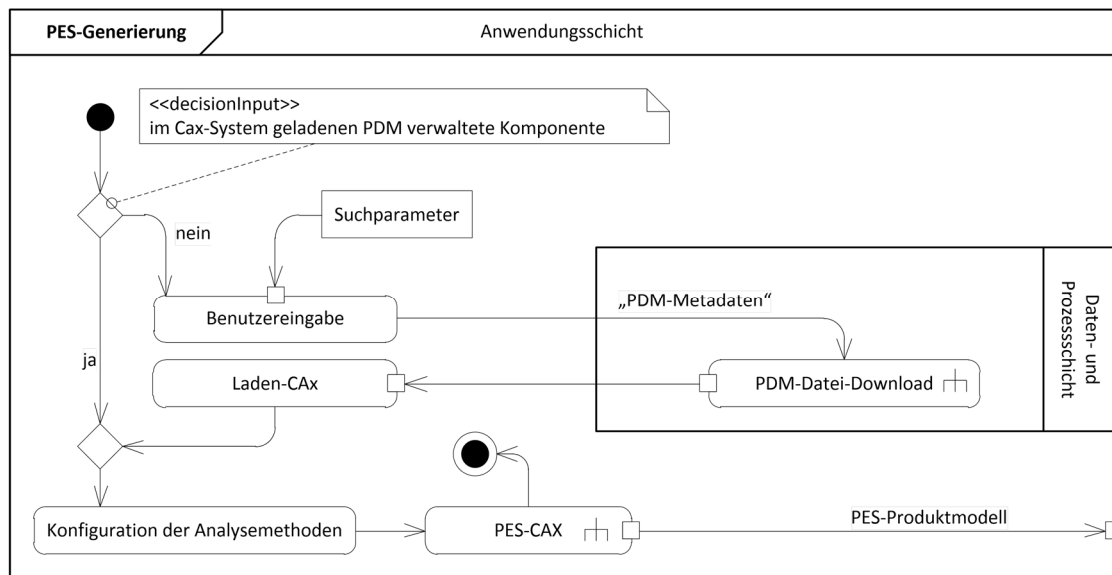 PES-Generierung
Anwendungsschicht
<<decisionInput>>
im Cax-System geladenen PDM verwaltete Komponente
Suchparameter
nein
„PDM-Metadaten“
Benutzereingabe
Daten- und
Prozessschicht
ja
Laden-CAx
PDM-Datei-Download
Konfiguration der Analysemethoden
PES-CAX
PES-Produktmodell